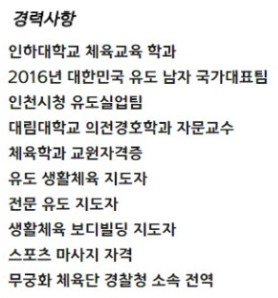 경력사항
인하대학교 체육교육 학과
2016년 대한민국 유도 남자 국가대표팀
인천시청 유도실업팀
대림대학교 의전경호학과 자문교수
체육학과 교원자격증
유도 생활체육 지도자
전문 유도 지도자
생활체육 보디빌딩 지도자
스포츠 마사지 자격
무궁화 체육단 경찰청 소속 전역